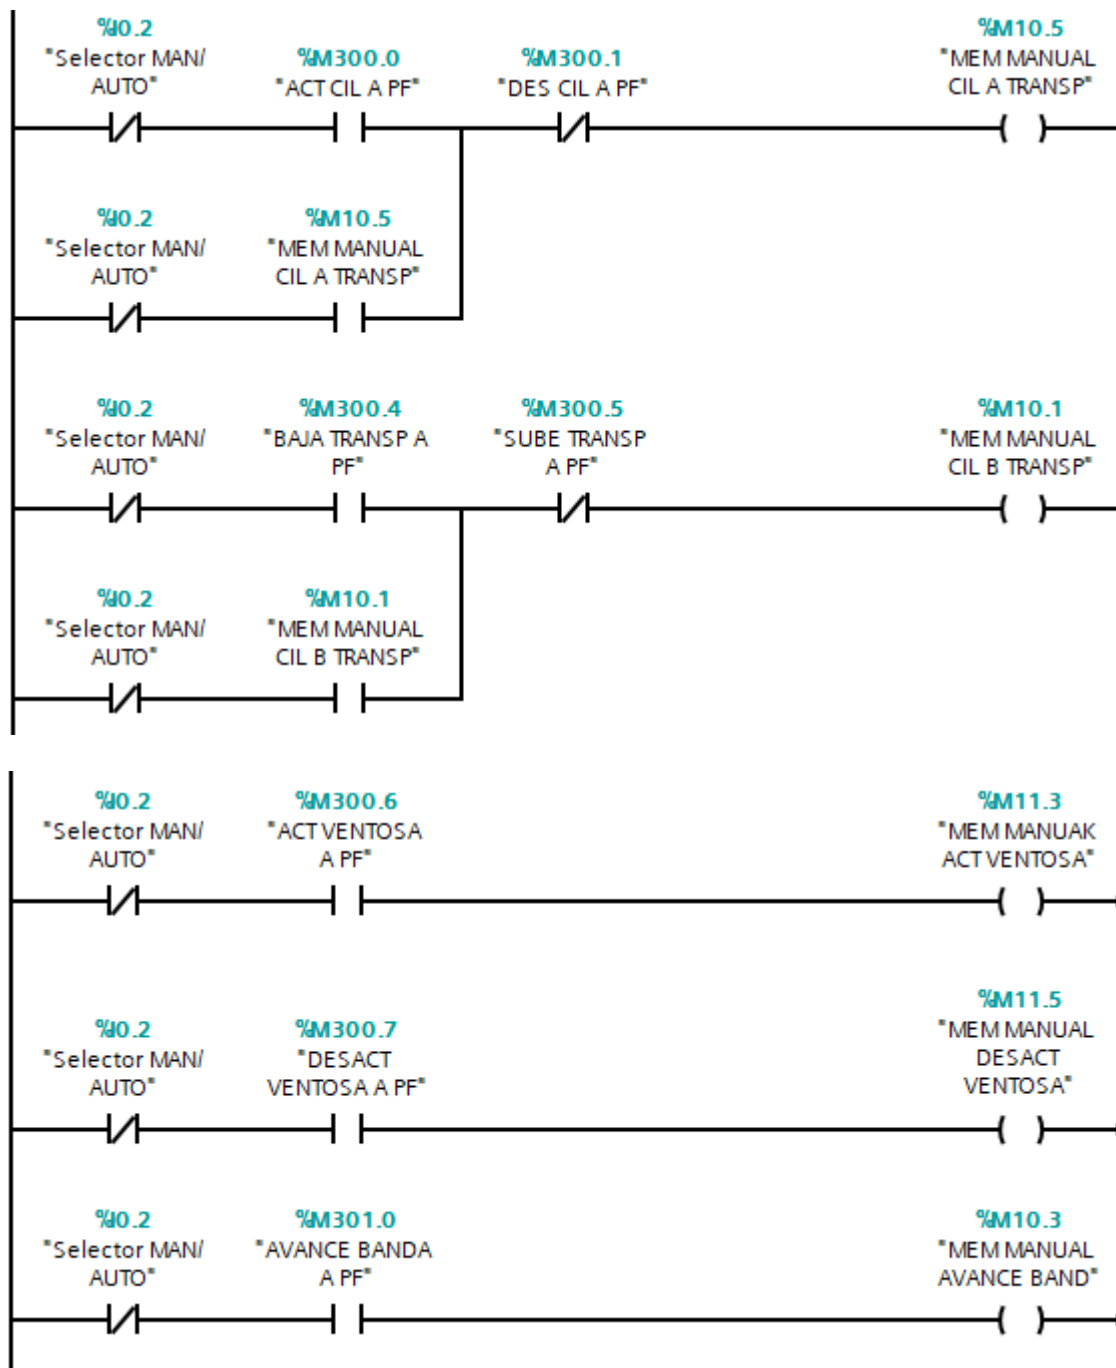 %I0.2
"Selector MAN/
AUTO"
%M300.0
"ACT CIL A PF"
%M300.1
"DES CIL A PF"
%M10.5
"MEM MANUAL
CIL A TRANSP"
%I0.2
"Selector MAN/
AUTO"
%M10.5
"MEM MANUAL
CIL A TRANSP"
%I0.2
"Selector MAN/
AUTO"
%M300.4
"BAJA TRANSP A
PF"
%M300.5
"SUBE TRANSP
A PF"
%M10.1
"MEM MANUAL
CIL B TRANSP"
%I0.2
"Selector MAN/
AUTO"
%M10.1
"MEM MANUAL
CIL B TRANSP"
%I0.2
"Selector MAN/
AUTO"
%M300.6
"ACT VENTOSA
A PF"
%M11.3
"MEM MANUAK
ACT VENTOSA"
%I0.2
"Selector MAN/
AUTO"
%M300.7
"DESACT
VENTOSA A PF"
%M11.5
"MEM MANUAL
DESACT
VENTOSA"
%I0.2
"Selector MAN/
AUTO"
%M301.0
"AVANCE BANDA
A PF"
%M10.3
"MEM MANUAL
AVANCE BAND"